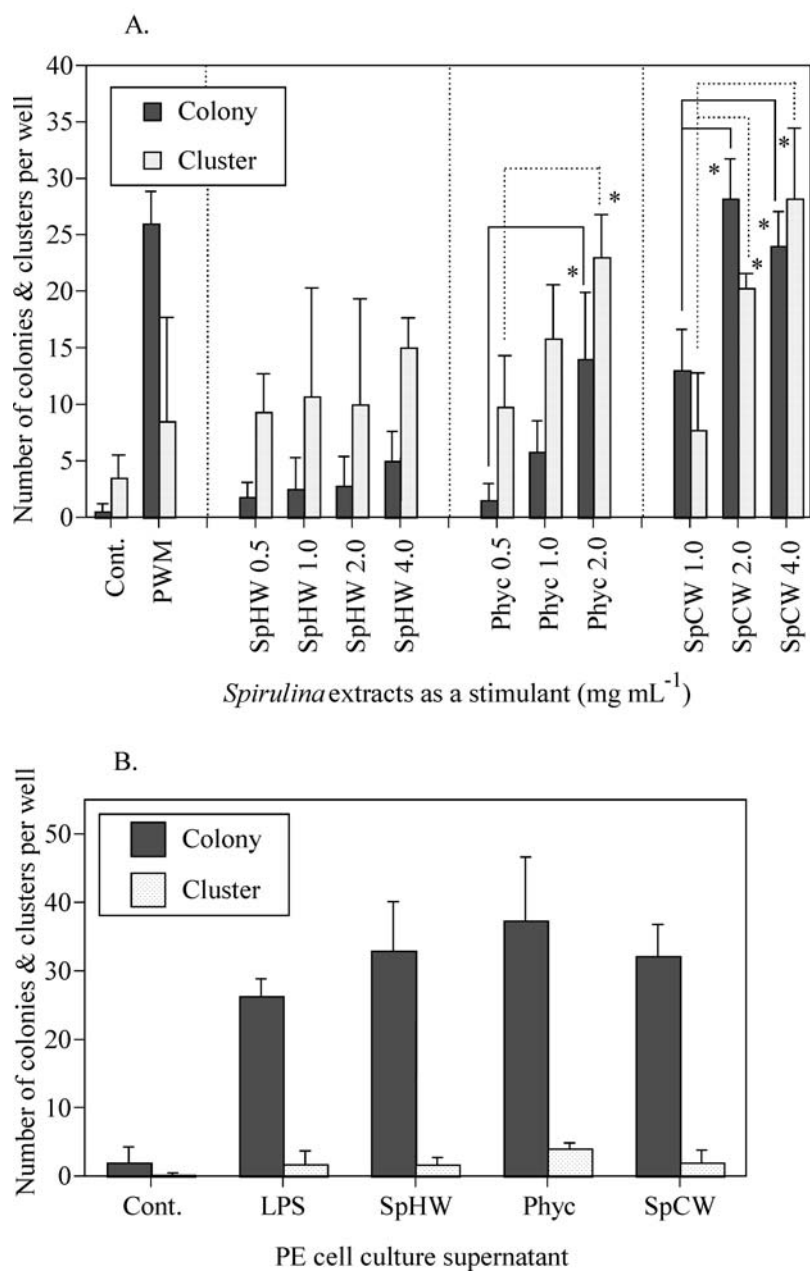 A.
Number of colonies & clusters per well
40
35
30
25
20
15
10
5
0
Colony
Cluster
*
*
*
*
*
*
Cont.
PWM
SpHW 0.5
SpHW 1.0
SpHW 2.0
SpHW 4.0
Phyc 0.5
Phyc 1.0
Phyc 2.0
SpCW 1.0
SpCW 2.0
SpCW 4.0
Spirulina extracts as a stimulant (mg mL-1)
B.
Number of colonies & clusters per well
50
40
30
20
10
0
Colony
Cluster
Cont.
LPS
SpHW
Phyc
SpCW
PE cell culture supernatant